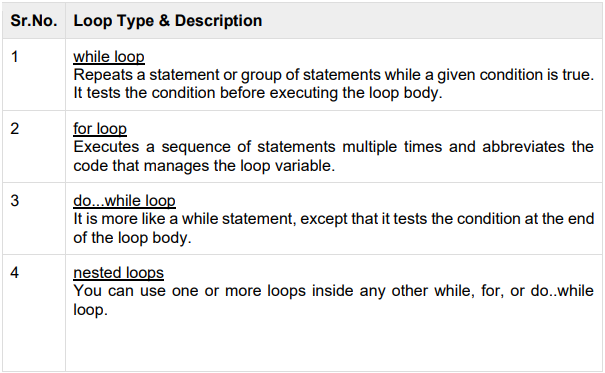 Sr.No. Loop Type & Description
1 while loop
Repeats a statement or group of statements while a given condition is true.
It tests the condition before executing the loop body.
2 for loop
Executes a sequence of statements multiple times and abbreviates the
code that manages the loop variable.
3 do...while loop
It is more like a while statement, except that it tests the condition at the end
of the loop body.
4 nested loops
You can use one or more loops inside any other while, for, or do..while
loop.